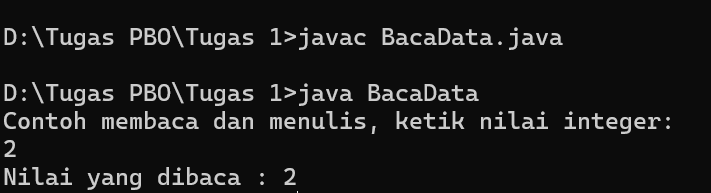 D:\Tugas PBO\Tugas 1>javac BacaData.java
D:\Tugas PBO\Tugas 1>java BacaData
Contoh membaca dan menulis, ketik nilai integer:
2
Nilai yang dibaca : 2